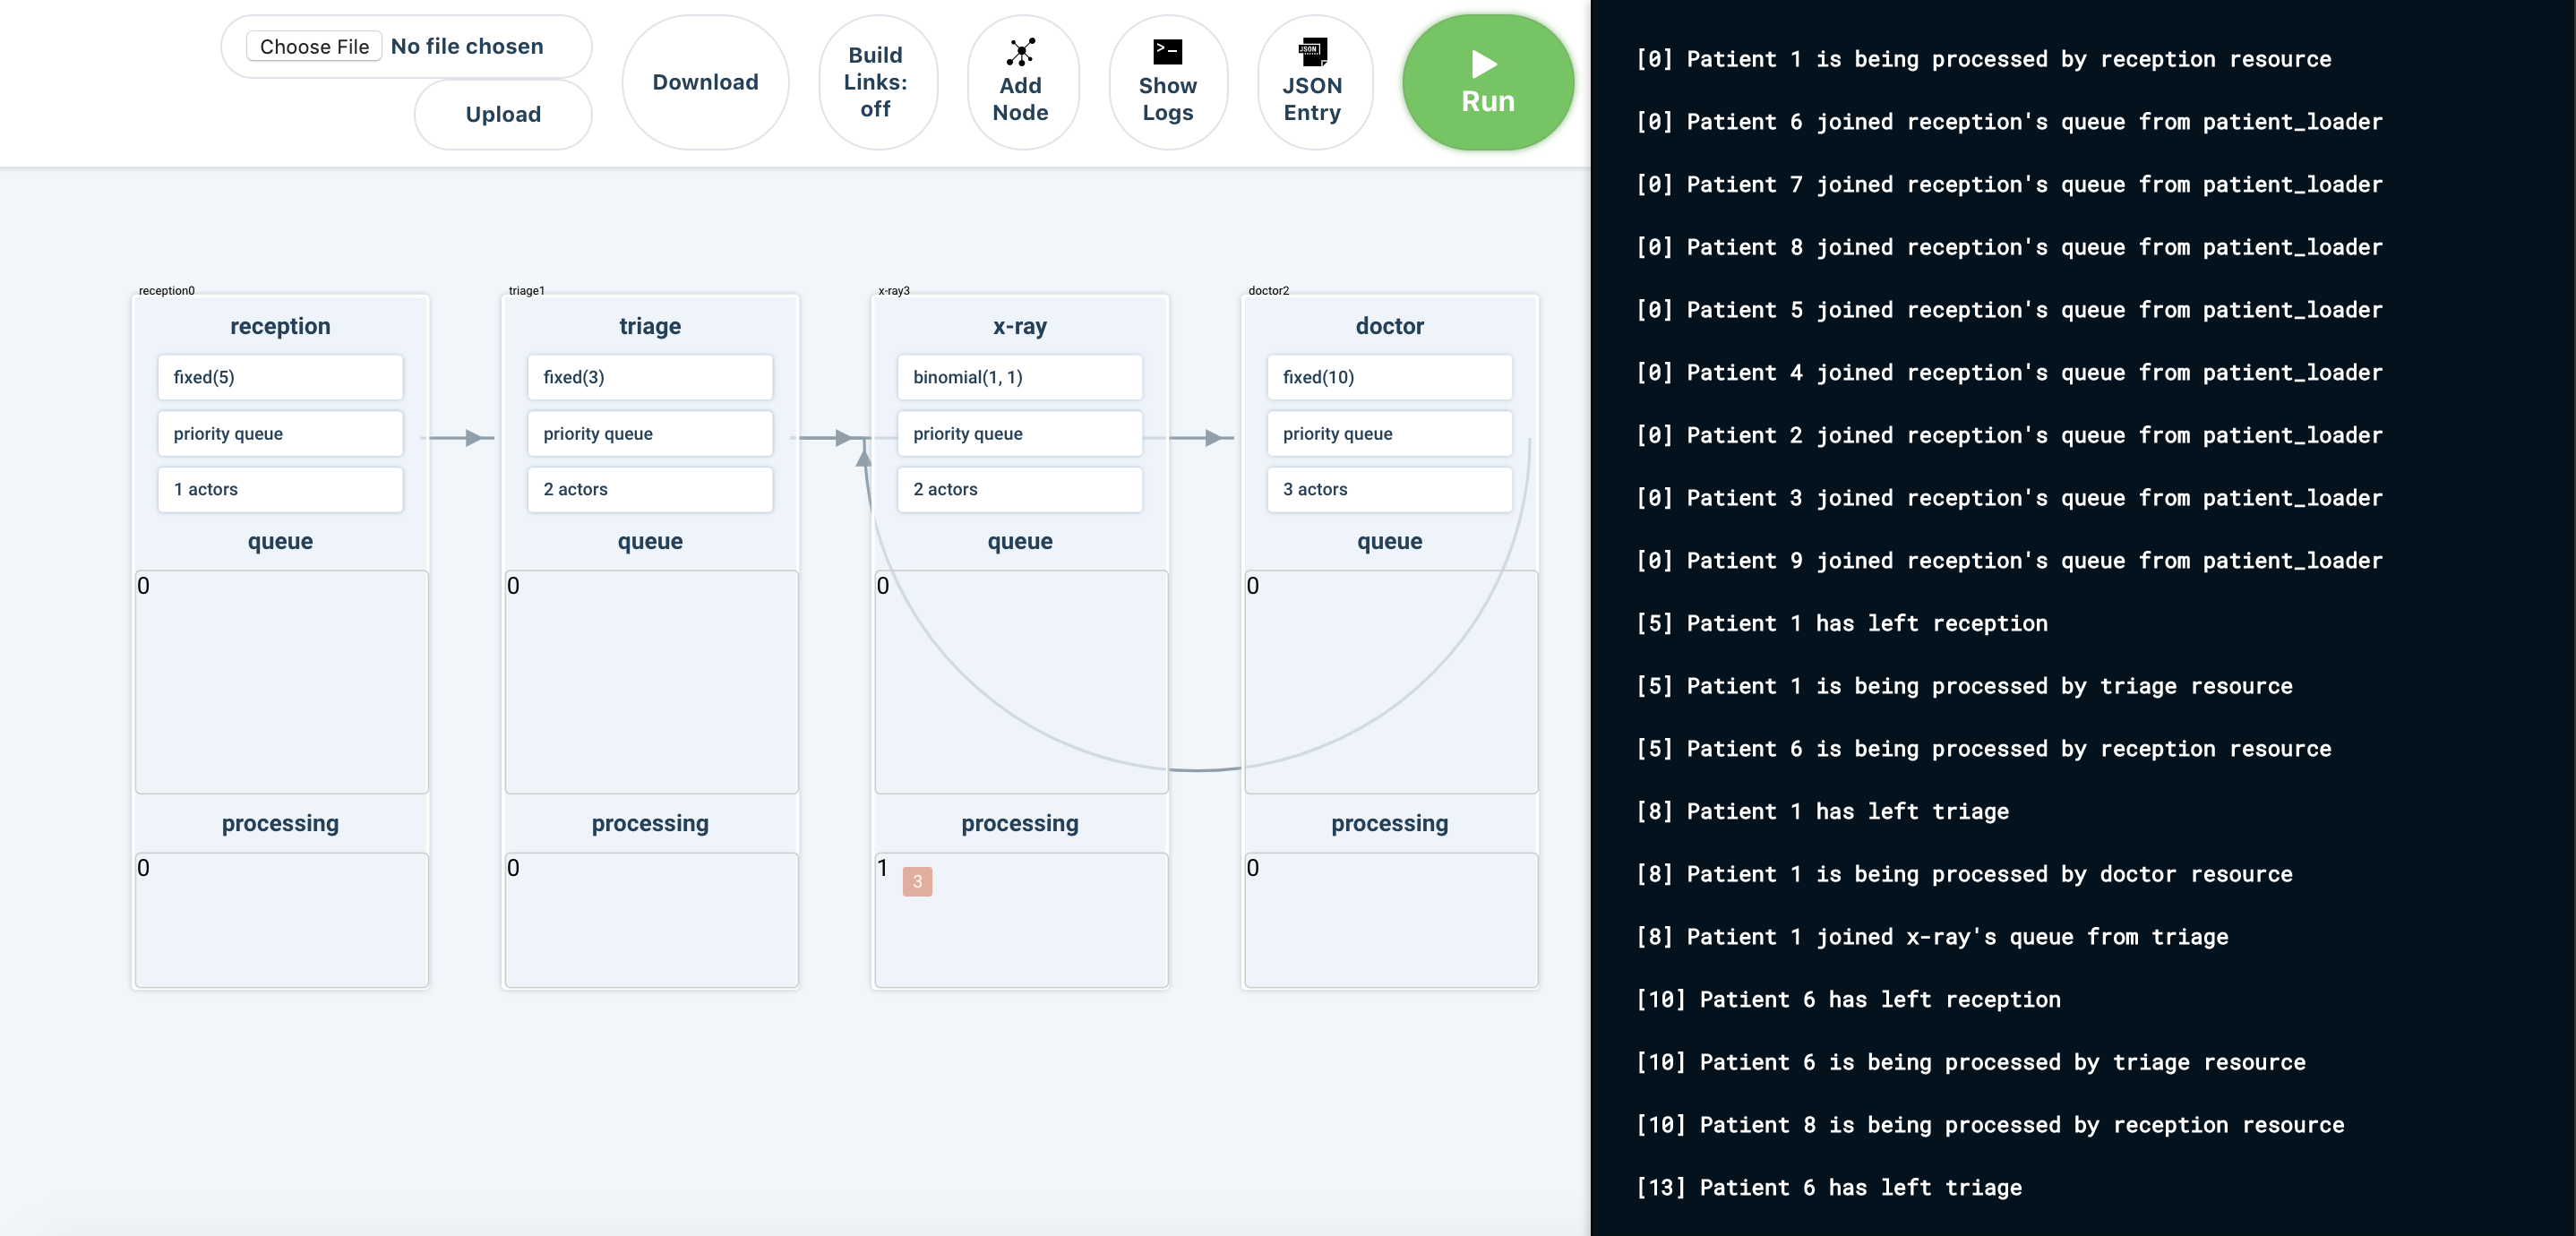 Choose File No file chosen
Upload
Download
Build
Links:
off
Add
Node
Show
Logs
JSON
JSON
Entry
Run
reception0
reception
fixed(5)
priority queue
1 actors
queue
0
processing
0
triage1
triage
fixed(3)
priority queue
2 actors
queue
0
processing
0
x-ray3
x-ray
binomial(1, 1)
priority queue
2 actors
queue
0
processing
1
3
doctor2
doctor
fixed(10)
priority queue
3 actors
queue
0
processing
0
[0] Patient 1 is being processed by reception resource
[0] Patient 6 joined reception's queue from patient_loader
[0] Patient 7 joined reception's queue from patient_loader
[0] Patient 8 joined reception's queue from patient_loader
[0] Patient 5 joined reception's queue from patient_loader
[0] Patient 4 joined reception's queue from patient_loader
[0] Patient 2 joined reception's queue from patient_loader
[0] Patient 3 joined reception's queue from patient_loader
[0] Patient 9 joined reception's queue from patient_loader
[5] Patient 1 has left reception
[5] Patient 1 is being processed by triage resource
[5] Patient 6 is being processed by reception resource
[8] Patient 1 has left triage
[8] Patient 1 is being processed by doctor resource
[8] Patient 1 joined x-ray's queue from triage
[10] Patient 6 has left reception
[10] Patient 6 is being processed by triage resource
[10] Patient 8 is being processed by reception resource
[13] Patient 6 has left triage